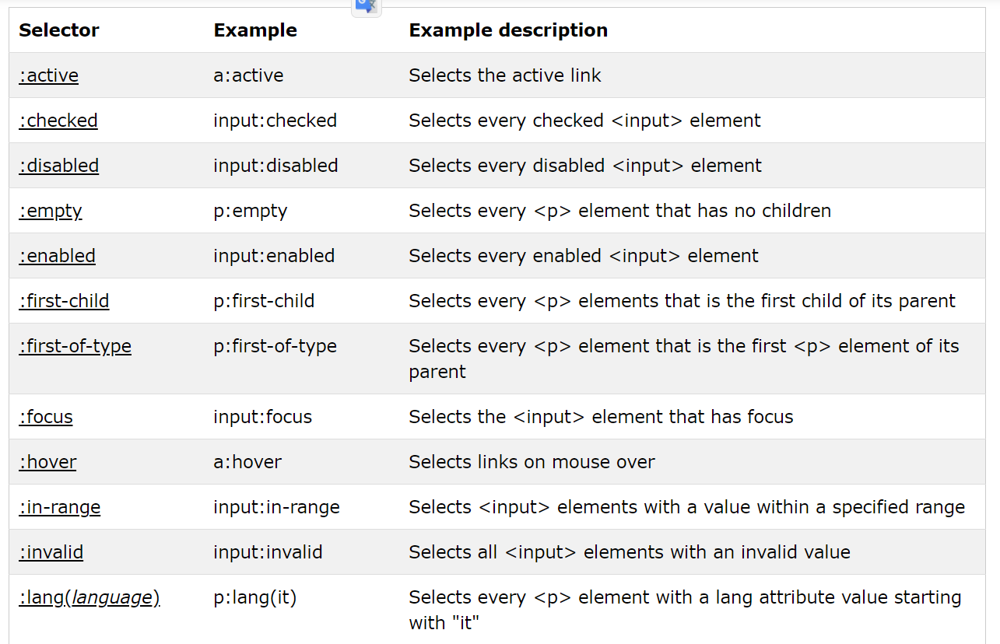 Selector Example Example description
:active a:active Selects the active link
:checked input:checked Selects every checked <input> element
:disabled input:disabled Selects every disabled <input> element
:empty p:empty Selects every <p> element that has no children
:enabled input:enabled Selects every enabled <input> element
:first-child p:first-child Selects every <p> elements that is the first child of its parent
:first-of-type p:first-of-type Selects every <p> element that is the first <p> element of its
parent
:focus input:focus Selects the <input> element that has focus
:hover a:hover Selects links on mouse over
:in-range input:in-range Selects <input> elements with a value within a specified range
:invalid input:invalid Selects all <input> elements with an invalid value
:lang(language) p:lang(it) Selects every <p> element with a lang attribute value starting
with "it"